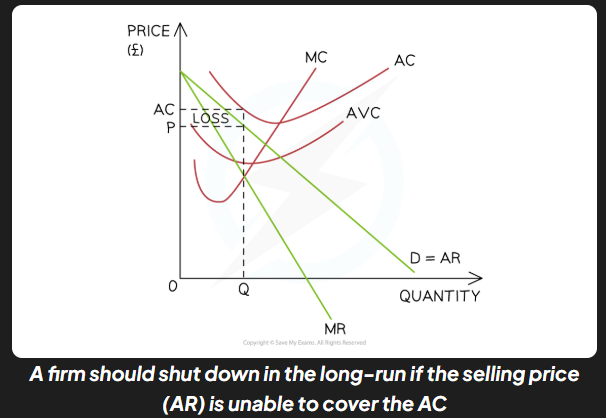 PRICE
(£)
MC
AC
AC
AVC
LOSS
P
D = AR
0
Q
QUANTITY
MR
Copyright © Save My Exams. All Rights Reserved
A firm should shut down in the long-run if the selling price
(AR) is unable to cover the AC